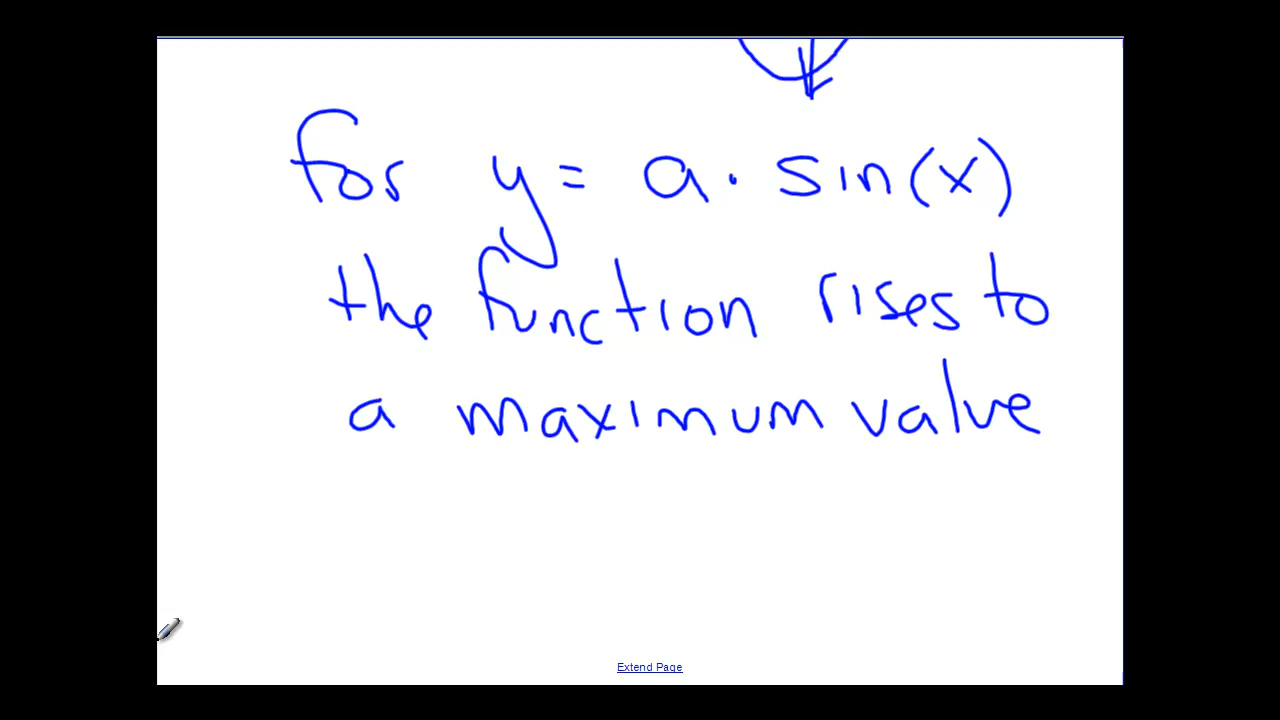 for y = a · sin(x)
the function rises to
a maximum value
Extend Page